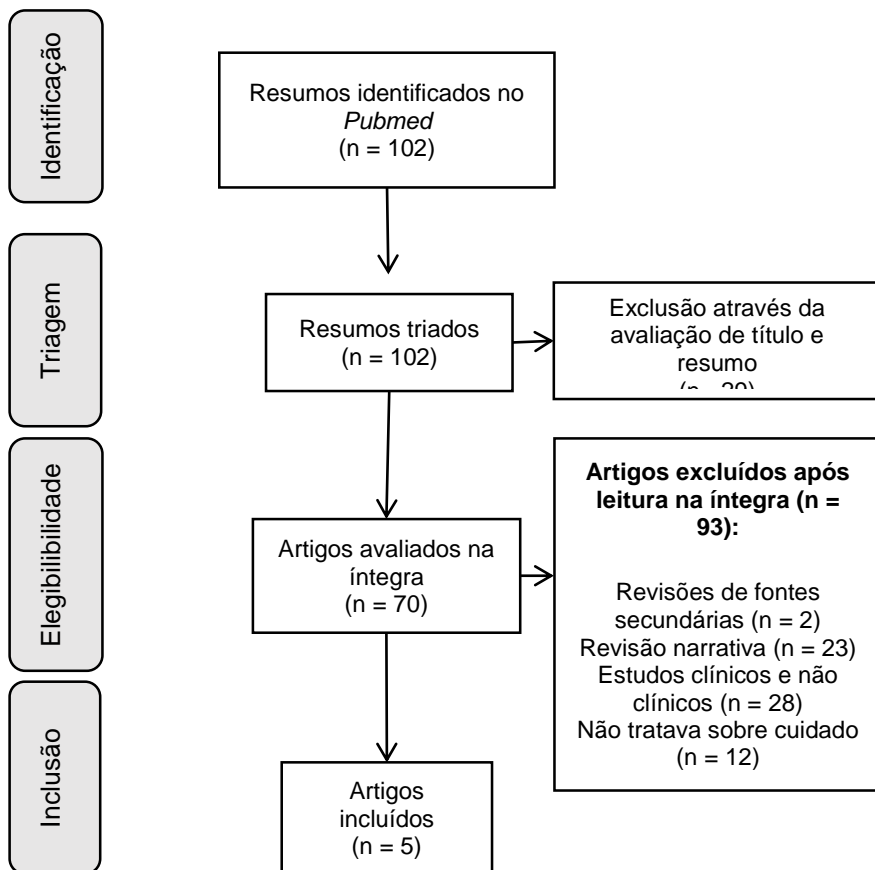 Identificação
Resumos identificados no
Pubmed
(n = 102)
Triagem
Resumos triados
(n = 102)
Exclusão através da
avaliação de título e
resumo
Elegibilibilidade
Artigos avaliados na
íntegra
(n = 70)
Artigos excluídos após
leitura na íntegra (n =
93):
Revisões de fontes
secundárias (n = 2)
Revisão narrativa (n = 23)
Estudos clínicos e não
clínicos (n = 28)
Não tratava sobre cuidado
(n = 12)
Inclusão
Artigos
incluídos
(n = 5)